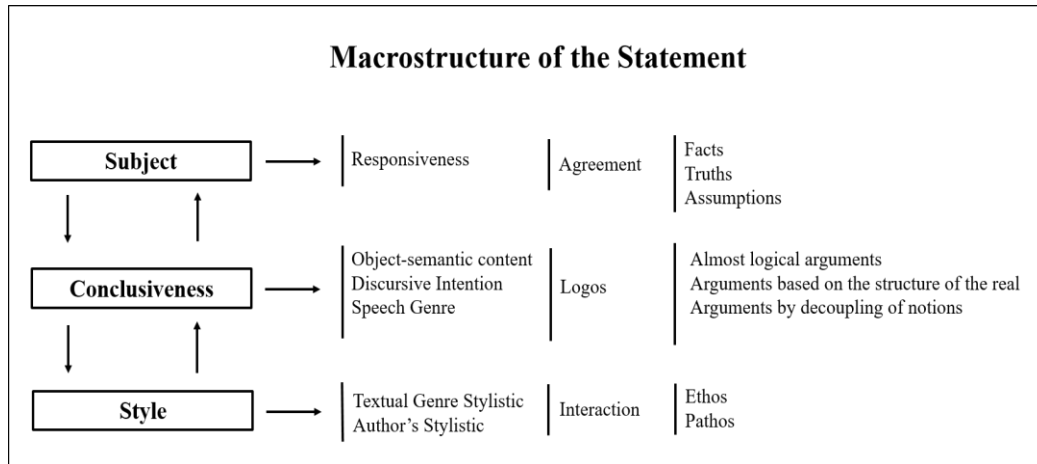 Macrostructure of the Statement
Subject
Responsiveness
Agreement
Facts
Truths
Assumptions
Conclusiveness
Object-semantic content
Discursive Intention
Speech Genre
Logos
Almost logical arguments
Arguments based on the structure of the real
Arguments by decoupling of notions
Style
Textual Genre Stylistic
Author's Stylistic
Interaction
Ethos
Pathos